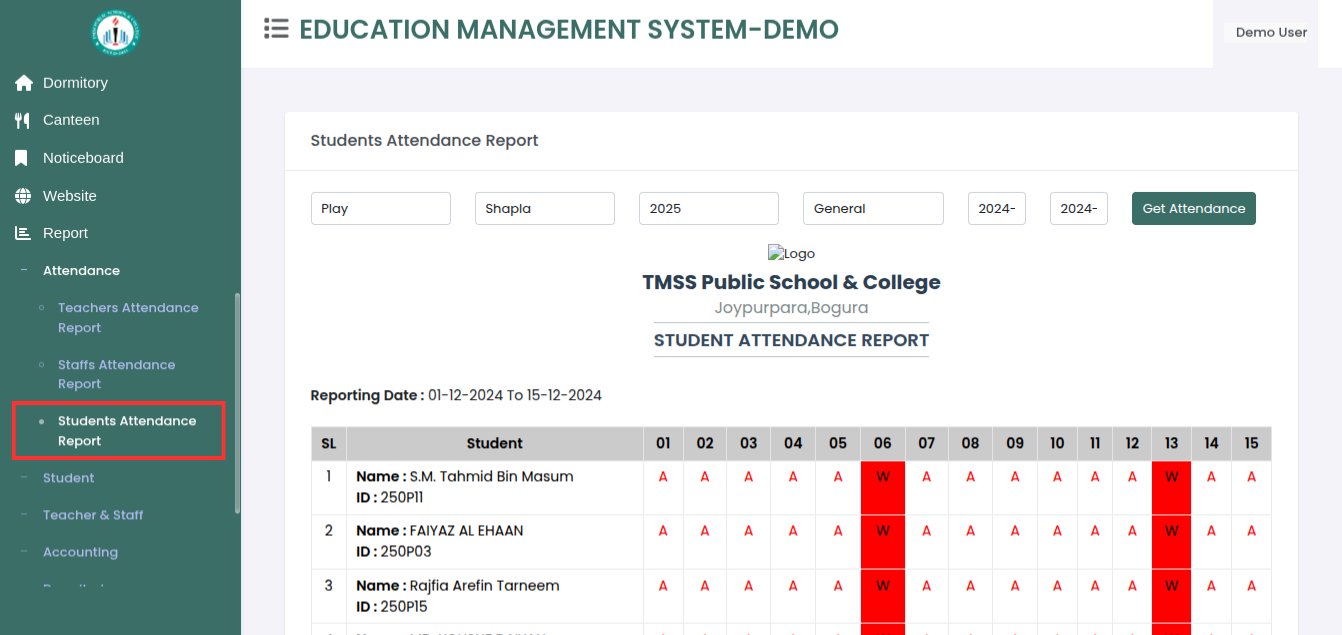 EDUCATION MANAGEMENT SYSTEM-DEMO
Demo User
Dormitory
Canteen
Noticeboard
Website
Report
Attendance
Teachers Attendance
Report
Staffs Attendance
Report
Students Attendance
Report
Student
Teacher & Staff
Accounting
Students Attendance Report
Play Shapla 2025 General 2024- 2024- Get Attendance
Logo
TMSS Public School & College
Joypurpara,Bogura
STUDENT ATTENDANCE REPORT
Reporting Date : 01-12-2024 To 15-12-2024
SL Student 01 02 03 04 05 06 07 08 09 10 11 12 13 14 15
1 Name : S.M. Tahmid Bin Masum A A A A A W A A A A A A W A A
ID : 250P11
2 Name : FAIYAZ AL EHAAN A A A A A W A A A A A A W A A
ID : 250P03
3 Name : Rajfia Arefin Tarneem A A A A A W A A A A A A W A A
ID : 250P15